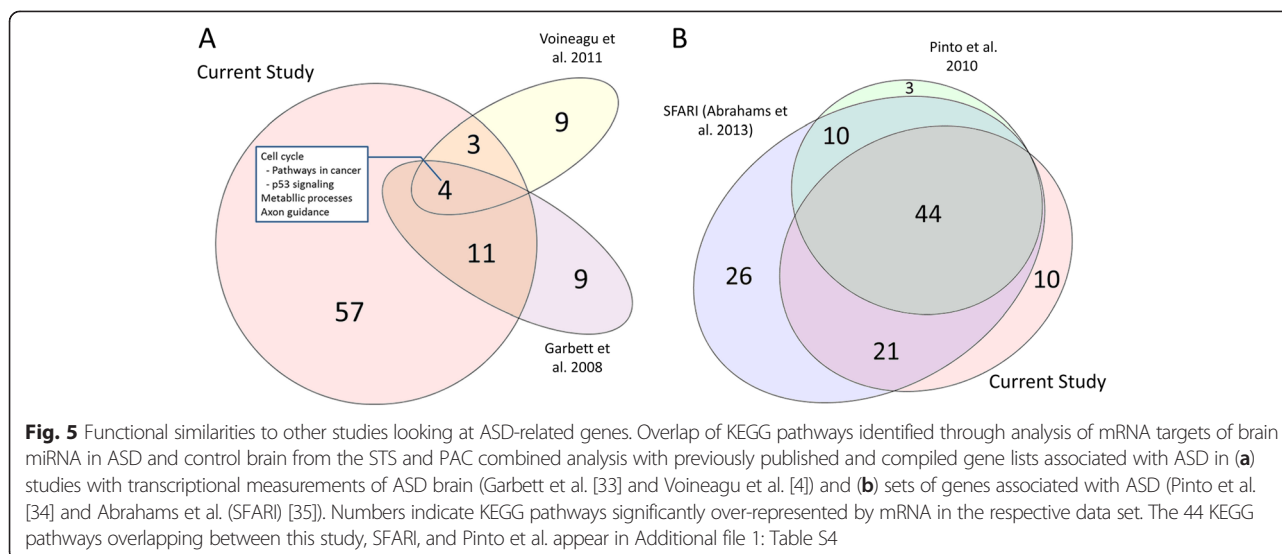 A
Current Study
Voineagu et
al. 2011
9
3
4
Cell cycle
- Pathways in cancer
- p53 signaling
Metabllic processes
Axon guidance
11
9
57
Garbett et
al. 2008
B
Pinto et al.
2010
3
SFARI (Abrahams et
al. 2013)
10
44
26
10
21
Current Study
Fig. 5 Functional similarities to other studies looking at ASD-related genes. Overlap of KEGG pathways identified through analysis of mRNA targets of brain
miRNA in ASD and control brain from the STS and PAC combined analysis with previously published and compiled gene lists associated with ASD in (a)
studies with transcriptional measurements of ASD brain (Garbett et al. [33] and Voineagu et al. [4]) and (b) sets of genes associated with ASD (Pinto et al.
[34] and Abrahams et al. (SFARI) [35]). Numbers indicate KEGG pathways significantly over-represented by mRNA in the respective data set. The 44 KEGG
pathways overlapping between this study, SFARI, and Pinto et al. appear in Additional file 1: Table S4